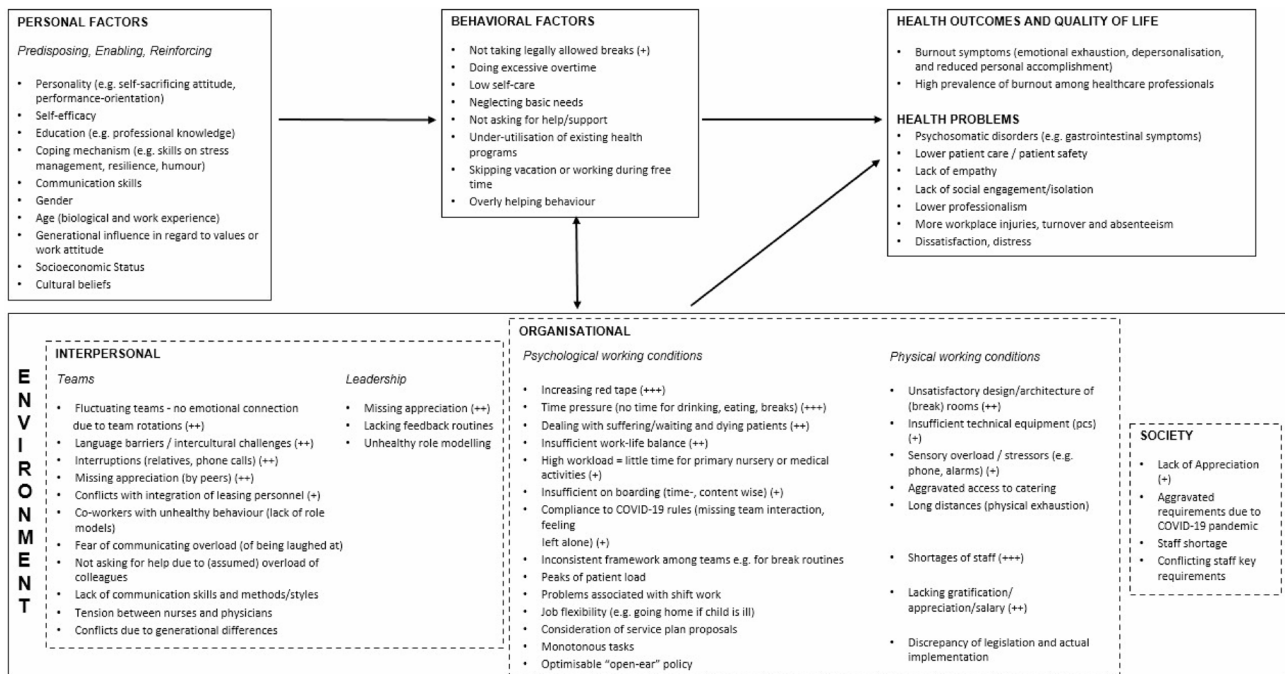 PERSONAL FACTORS
Predisposing, Enabling, Reinforcing
• Personality (e.g. self-sacrificing attitude,
performance-orientation)
• Self-efficacy
• Education (e.g. professional knowledge)
• Coping mechanism (e.g. skills on stress
management, resilience, humour)
• Communication skills
• Gender
• Age (biological and work experience)
• Generational influence in regard to values or
work attitude
• Socioeconomic Status
• Cultural beliefs
BEHAVIORAL FACTORS
• Not taking legally allowed breaks (+)
• Doing excessive overtime
• Low self-care
• Neglecting basic needs
• Not asking for help/support
• Under-utilisation of existing health
programs
• Skipping vacation or working during free
time
• Overly helping behaviour
HEALTH OUTCOMES AND QUALITY OF LIFE
• Burnout symptoms (emotional exhaustion, depersonalisation,
and reduced personal accomplishment)
• High prevalence of burnout among healthcare professionals
HEALTH PROBLEMS
• Psychosomatic disorders (e.g. gastrointestinal symptoms)
• Lower patient care / patient safety
• Lack of empathy
• Lack of social engagement/isolation
• Lower professionalism
• More workplace injuries, turnover and absenteeism
• Dissatisfaction, distress
ENVIRONMENT
INTERPERSONAL
Teams
• Fluctuating teams - no emotional connection
due to team rotations (++)
• Language barriers / intercultural challenges (++)
• Interruptions (relatives, phone calls) (++)
• Missing appreciation (by peers) (++)
• Conflicts with integration of leasing personnel (+)
• Co-workers with unhealthy behaviour (lack of role
models)
• Fear of communicating overload (of being laughed at)
• Not asking for help due to (assumed) overload of
colleagues
• Lack of communication skills and methods/styles
• Tension between nurses and physicians
• Conflicts due to generational differences
Leadership
• Missing appreciation (++)
• Lacking feedback routines
• Unhealthy role modelling
ORGANISATIONAL
Psychological working conditions
• Increasing red tape (+++)
• Time pressure (no time for drinking, eating, breaks) (+++)
• Dealing with suffering/waiting and dying patients (++)
• Insufficient work-life balance (++)
• High workload = little time for primary nursery or medical
activities (+)
• Insufficient on boarding (time-, content wise) (+)
• Compliance to COVID-19 rules (missing team interaction,
feeling
left alone) (+)
• Inconsistent framework among teams e.g. for break routines
• Peaks of patient load
• Problems associated with shift work
• Job flexibility (e.g. going home if child is ill)
• Consideration of service plan proposals
• Monotonous tasks
• Optimisable “open-ear” policy
Physical working conditions
• Unsatisfactory design/architecture of
(break) rooms (++)
• Insufficient technical equipment (pcs)
(+)
• Sensory overload / stressors (e.g.
phone, alarms) (+)
• Aggravated access to catering
• Long distances (physical exhaustion)
• Shortages of staff (+++)
• Lacking gratification/
appreciation/salary (++)
• Discrepancy of legislation and actual
implementation
SOCIETY
• Lack of Appreciation
(+)
• Aggravated
requirements due to
COVID-19 pandemic
• Staff shortage
• Conflicting staff key
requirements